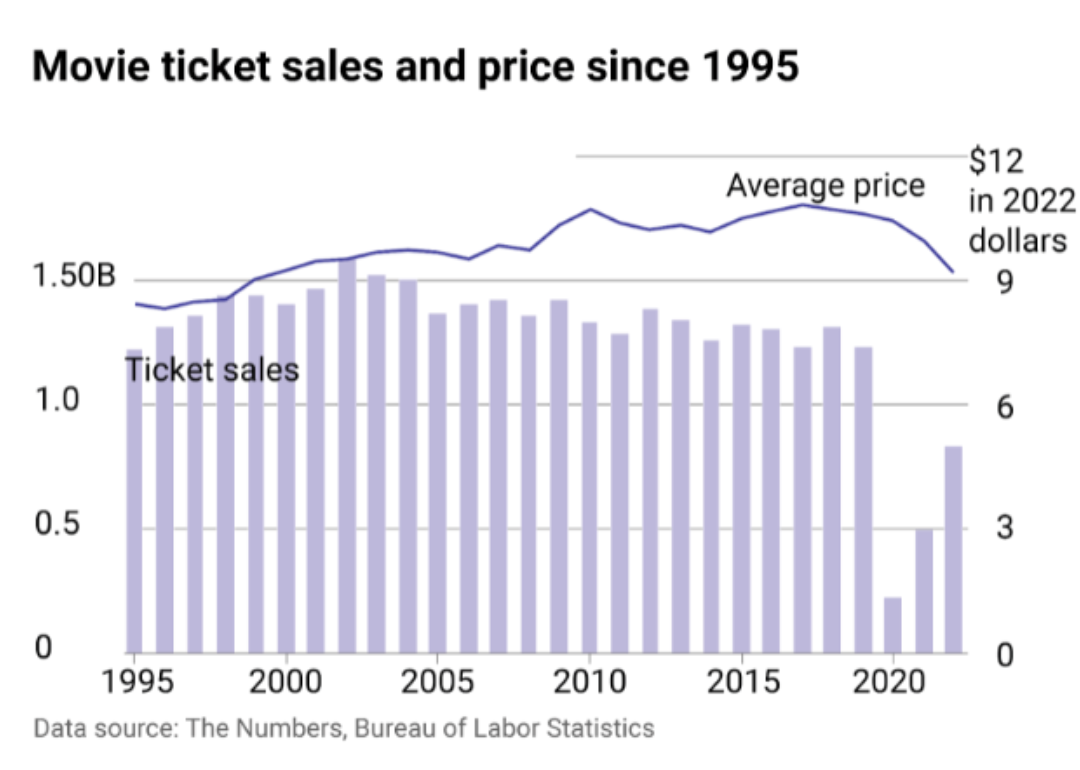 Movie ticket sales and price since 1995
$12
in 2022
dollars
Average price
1.50B
9
Ticket sales
1.0
6
0.5
3
0
0
1995 2000 2005 2010 2015 2020
Data source: The Numbers, Bureau of Labor Statistics